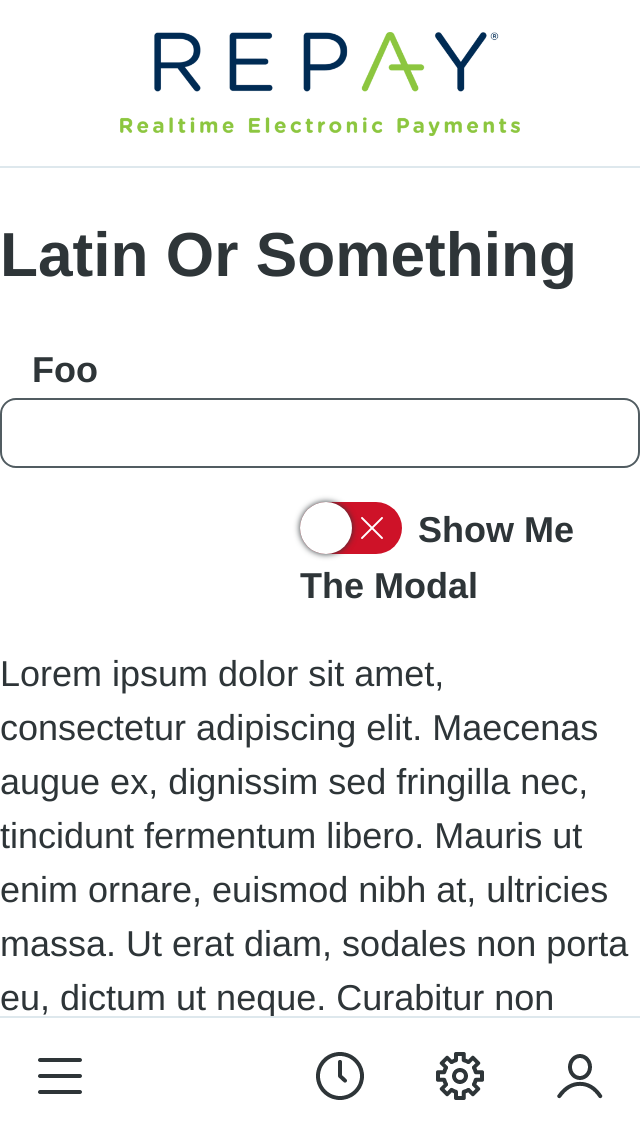 REPAY®
Realtime Electronic Payments
Latin Or Something
Foo
Show Me
The Modal
Lorem ipsum dolor sit amet,
consectetur adipiscing elit. Maecenas
augue ex, dignissim sed fringilla nec,
tincidunt fermentum libero. Mauris ut
enim ornare, euismod nibh at, ultricies
massa. Ut erat diam, sodales non porta
eu, dictum ut neque. Curabitur non